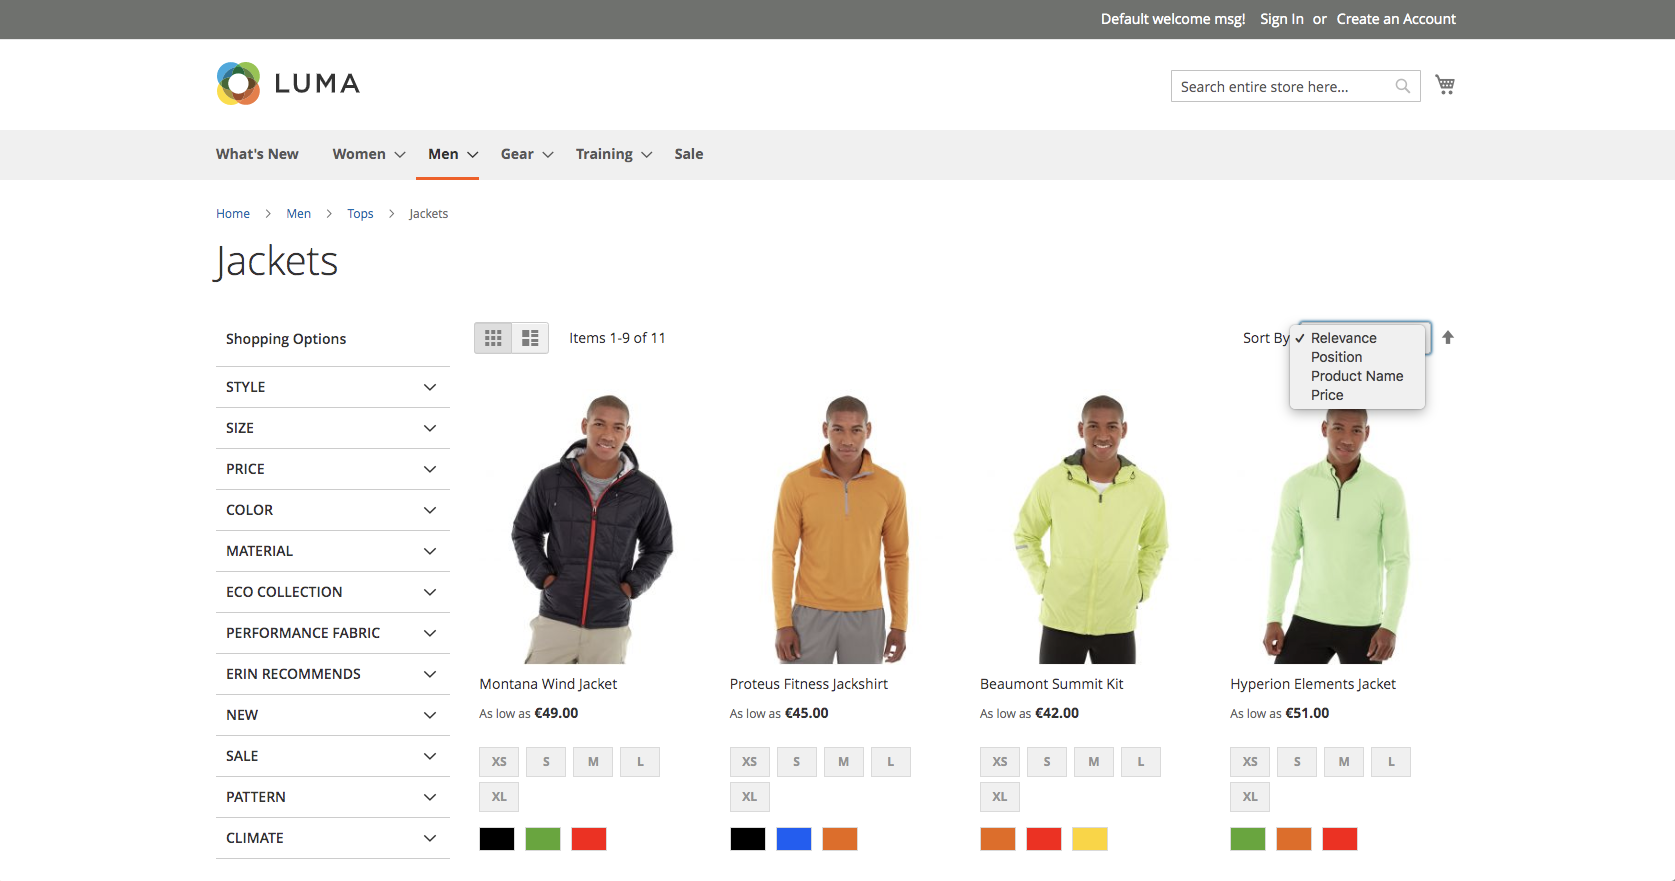 Default welcome msg! Sign In or Create an Account
LUMA
Search entire store here...
What's New Women Men Gear Training Sale
Home Men Tops Jackets
Jackets
Shopping Options
STYLE
SIZE
PRICE
COLOR
MATERIAL
ECO COLLECTION
PERFORMANCE FABRIC
ERIN RECOMMENDS
NEW
SALE
PATTERN
CLIMATE
Items 1-9 of 11
Sort By
✓ Relevance
Position
Product Name
Price
Montana Wind Jacket
As low as €49.00
XS S M L
XL
Proteus Fitness Jackshirt
As low as €45.00
XS S M L
XL
Beaumont Summit Kit
As low as €42.00
XS S M L
XL
Hyperion Elements Jacket
As low as €51.00
XS S M L
XL